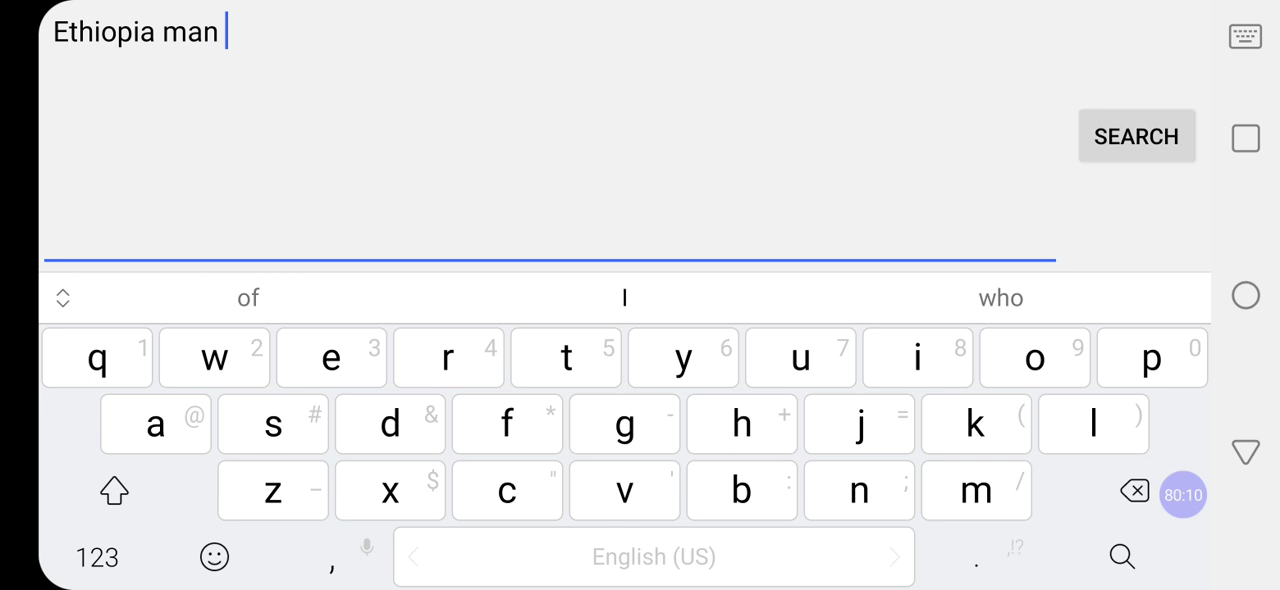 Ethiopia man
SEARCH
of I who
q 1 w 2 e 3 r 4 t 5 y 6 u 7 i 8 o 9 p 0
a @ s # d & f * g - h + j = k ( l )
z _ x $ c " v ' b : n ; m /
80:10
123 , English (US) . ,!?